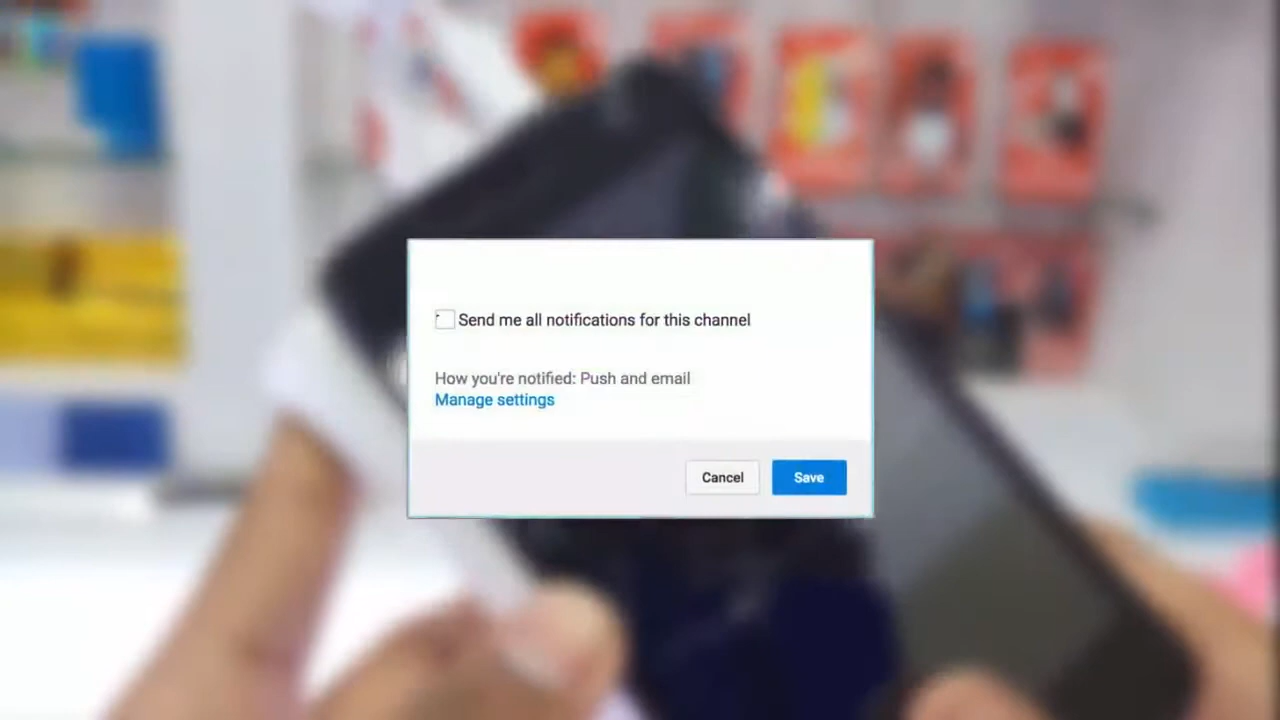 Send me all notifications for this channel
How you're notified: Push and email
Manage settings
Cancel
Save